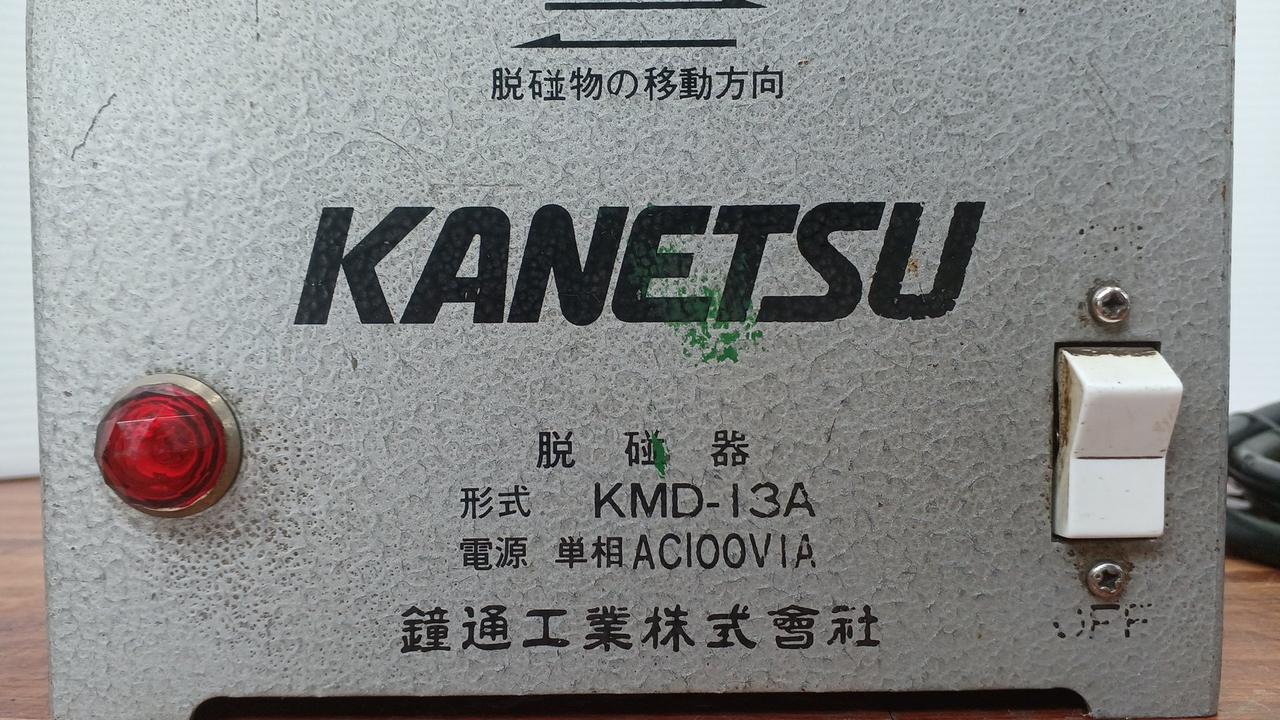 脱磁物の移動方向
KANETSU
脱磁器
形式 KMD-13A
電源 単相AC100V1A
鐘通工業株式會社
OFF